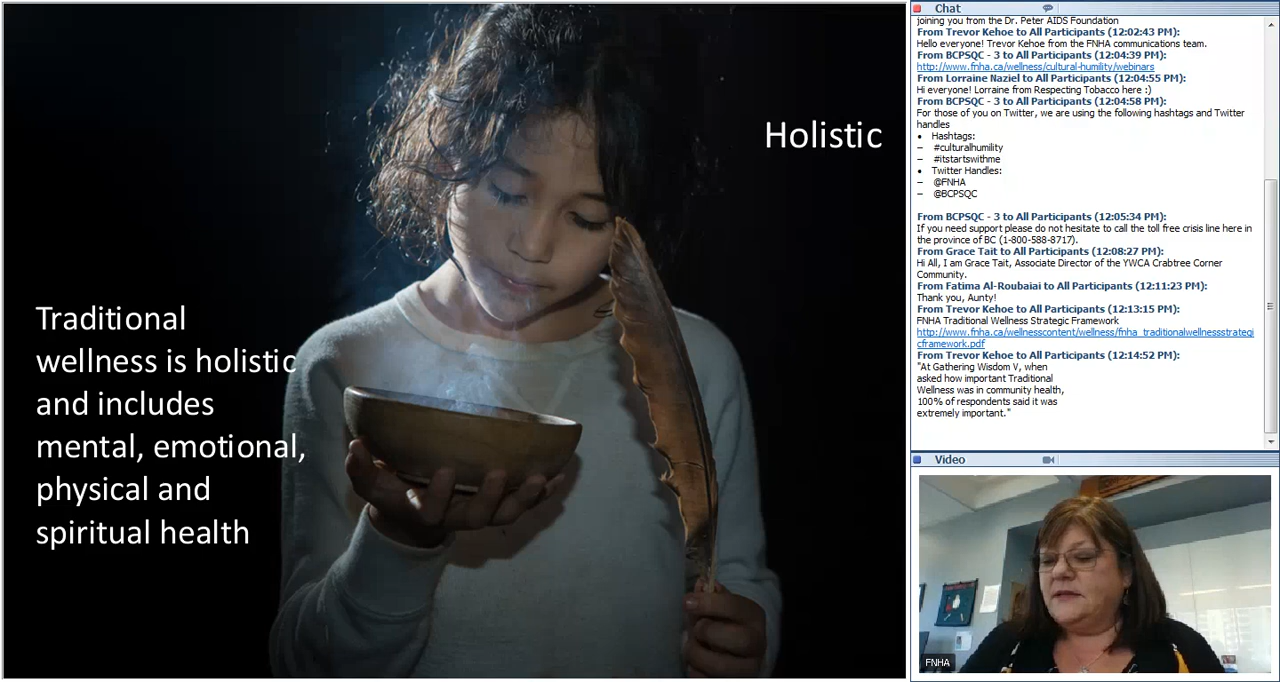 Holistic
Traditional
wellness is holistic
and includes
mental, emotional,
physical and
spiritual health
Chat
joining you from the Dr. Peter AIDS Foundation
From Trevor Kehoe to All Participants (12:02:43 PM):
Hello everyone! Trevor Kehoe from the FNHA communications team.
From BCPSQC - 3 to All Participants (12:04:39 PM):
http://www.fnha.ca/wellness/cultural-humility/webinars
From Lorraine Naziel to All Participants (12:04:55 PM):
Hi everyone! Lorraine from Respecting Tobacco here :)
From BCPSQC - 3 to All Participants (12:04:58 PM):
For those of you on Twitter, we are using the following hashtags and Twitter
handles
• Hashtags:
– #culturalhumility
– #itstartswithme
• Twitter Handles:
– @FNHA
– @BCPSQC
From BCPSQC - 3 to All Participants (12:05:34 PM):
If you need support please do not hesitate to call the toll free crisis line here in
the province of BC (1-800-588-8717).
From Grace Tait to All Participants (12:08:27 PM):
Hi All, I am Grace Tait, Associate Director of the YWCA Crabtree Corner
Community.
From Fatima Al-Roubaiai to All Participants (12:11:23 PM):
Thank you, Aunty!
From Trevor Kehoe to All Participants (12:13:15 PM):
FNHA Traditional Wellness Strategic Framework
http://www.fnha.ca/wellnesscontent/wellness/fnha_traditionalwellnessstrategi
cframework.pdf
From Trevor Kehoe to All Participants (12:14:52 PM):
"At Gathering Wisdom V, when
asked how important Traditional
Wellness was in community health,
100% of respondents said it was
extremely important."
Video
FNHA